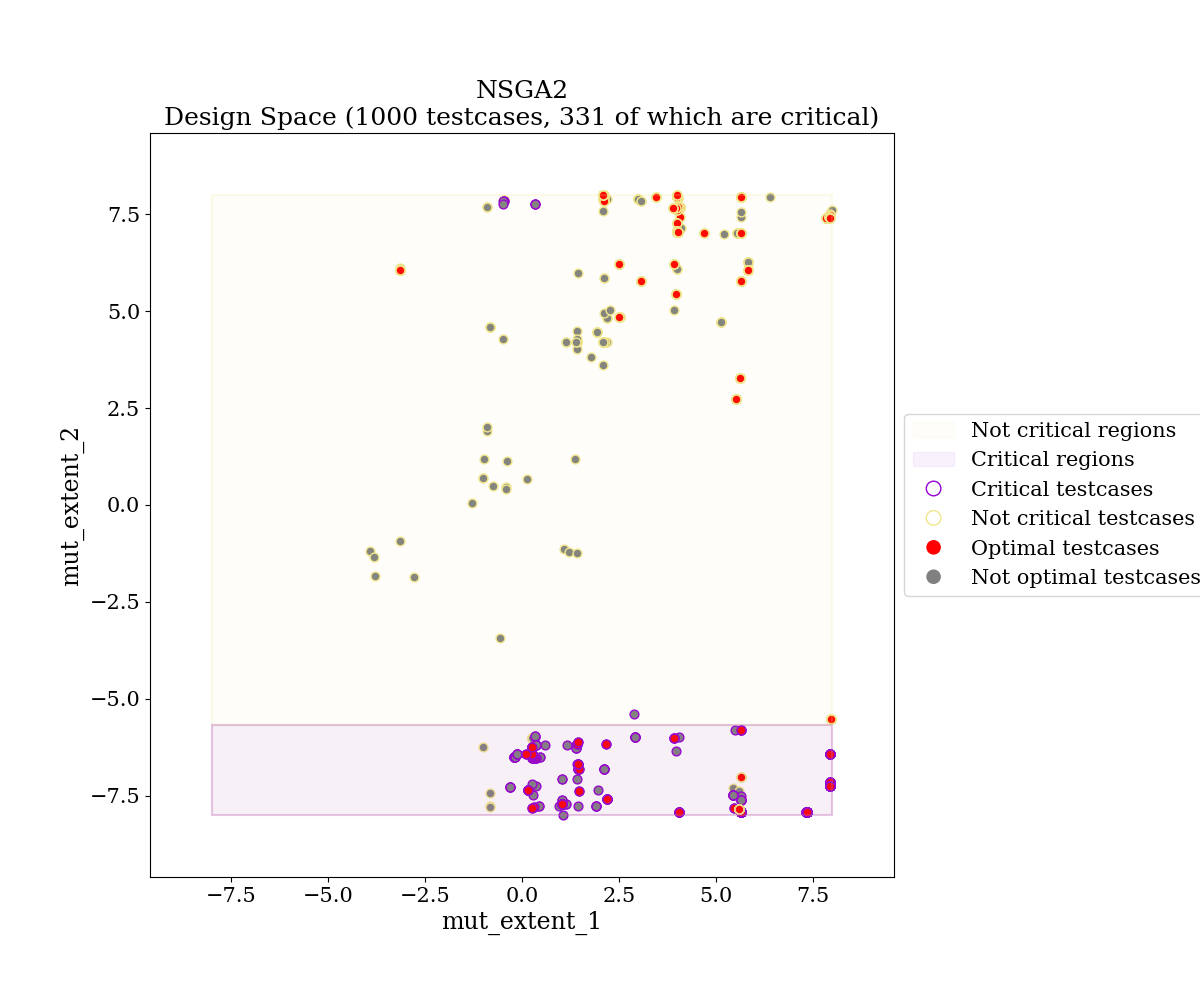 NSGA2
Design Space (1000 testcases, 331 of which are critical)
mut_extent_2
7.5
5.0
2.5
0.0
−2.5
−5.0
−7.5
−7.5
−5.0
−2.5
0.0
2.5
5.0
7.5
mut_extent_1
Not critical regions
Critical regions
Critical testcases
Not critical testcases
Optimal testcases
Not optimal testcases